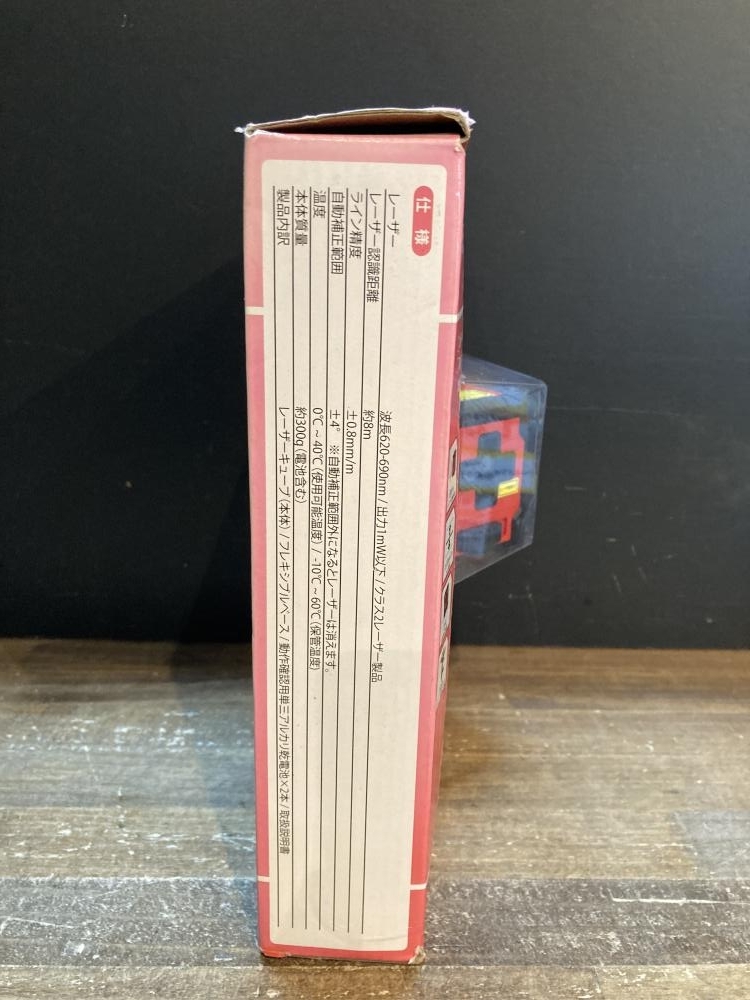 仕様
レーザー 波長620-690nm / 出力1mW以下 / クラス2レーザー製品
レーザー認識距離 約8m
ライン精度 ±0.8mm/m
自動補正範囲 ±4° ※自動補正範囲外になるとレーザーは消えます。
温度 0℃~40℃(使用可能温度) / -10℃~60℃(保管温度)
本体質量 約300g(電池含む)
製品内訳 レーザーキューブ(本体) / フレキシブルベース / 動作確認用単三アルカリ乾電池×2本 / 取扱説明書